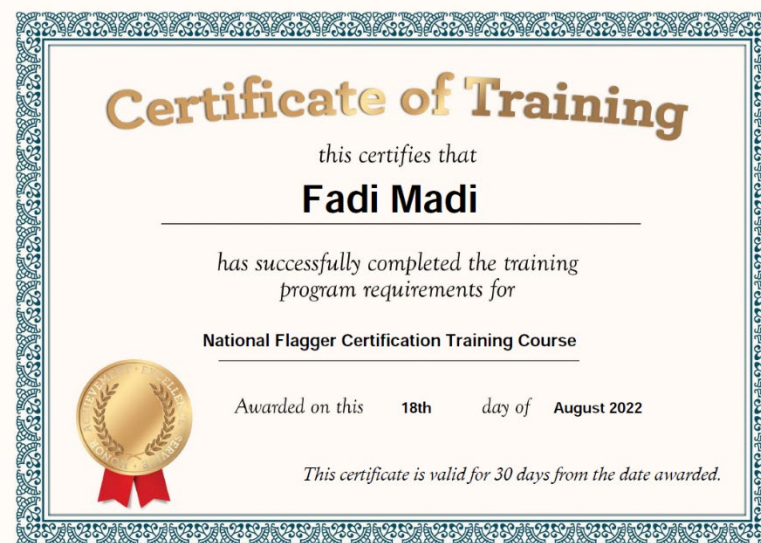 Certificate of Training
this certifies that
Fadi Madi
has successfully completed the training
program requirements for
National Flagger Certification Training Course
Awarded on this 18th day of August 2022
This certificate is valid for 30 days from the date awarded.